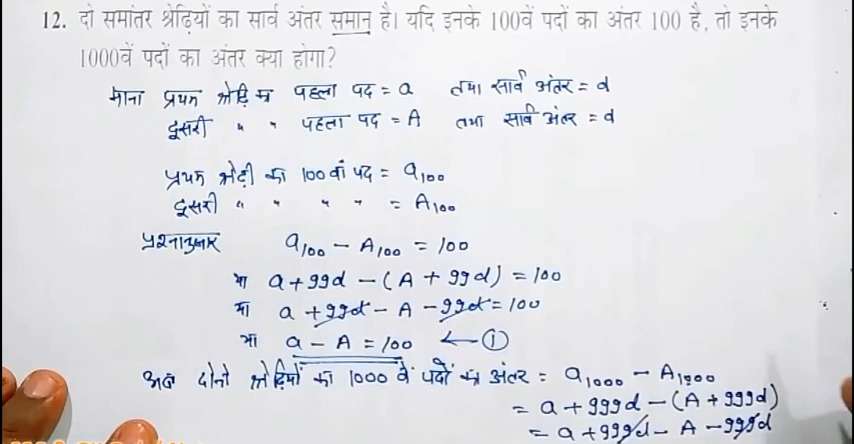 12. दो समांतर श्रेढ़ियों का सार्व अंतर समान है। यदि इनके 100वें पदों का अंतर 100 है, तो इनके
1000वें पदों का अंतर क्या होगा?
माना प्रथम श्रेढ़ि का पहला पद = a तथा सार्व अंतर = d
दूसरी " " पहला पद = A तथा सार्व अंतर = d
प्रथम श्रेढ़ी का 100 वां पद = a₁₀₀
दूसरी " " " " = A₁₀₀
प्रश्नानुसार a₁₀₀ − A₁₀₀ = 100
या a + 99d − (A + 99d) = 100
या a + 99d − A − 99d = 100
या a − A = 100 ← ①
अब दोनो श्रेढ़ियों का 1000 वें पदों का अंतर = a₁₀₀₀ − A₁₀₀₀
= a + 999d − (A + 999d)
= a + 999d − A − 999d